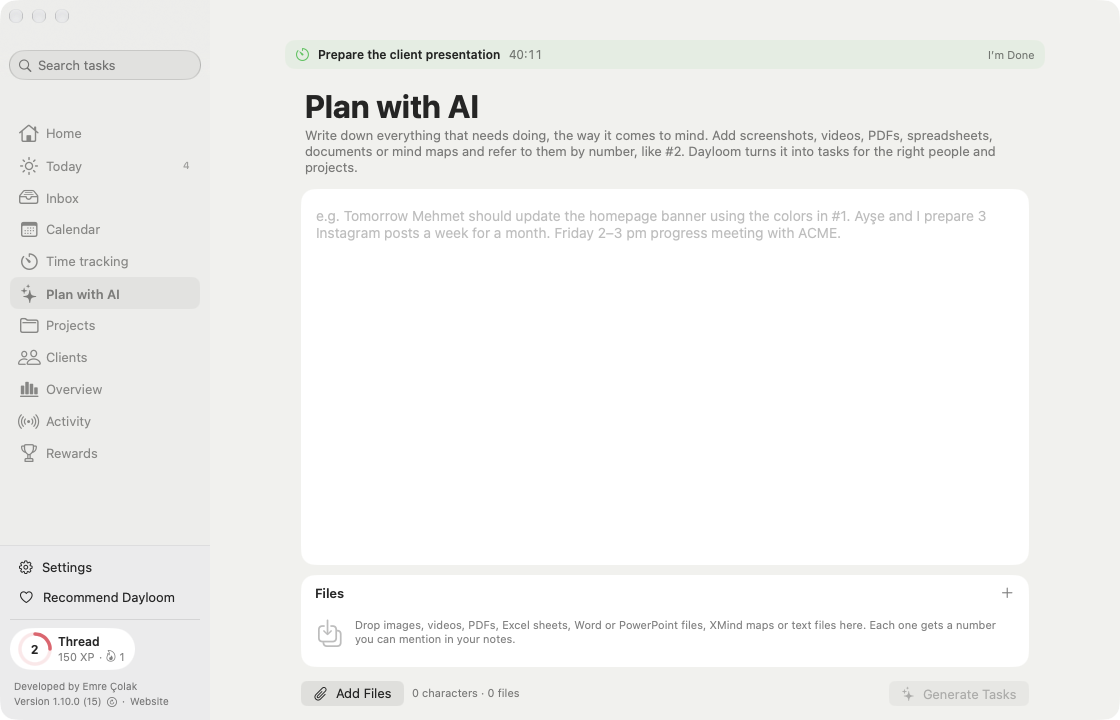 Search tasks
Home
Today 4
Inbox
Calendar
Time tracking
Plan with AI
Projects
Clients
Overview
Activity
Rewards
Settings
Recommend Dayloom
2
Thread
150 XP · 1
Developed by Emre Çolak
Version 1.10.0 (15) · Website
Prepare the client presentation 40:11 I'm Done
Plan with AI
Write down everything that needs doing, the way it comes to mind. Add screenshots, videos, PDFs, spreadsheets,
documents or mind maps and refer to them by number, like #2. Dayloom turns it into tasks for the right people and
projects.
e.g. Tomorrow Mehmet should update the homepage banner using the colors in #1. Ayşe and I prepare 3
Instagram posts a week for a month. Friday 2–3 pm progress meeting with ACME.
Files
Drop images, videos, PDFs, Excel sheets, Word or PowerPoint files, XMind maps or text files here. Each one gets a number
you can mention in your notes.
Add Files 0 characters · 0 files Generate Tasks